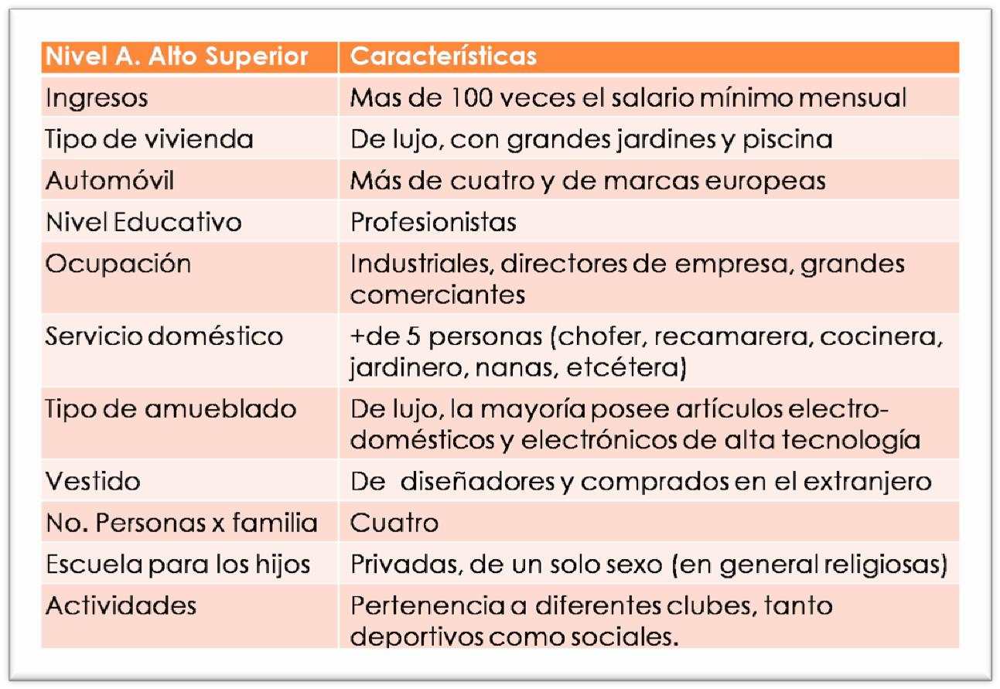 Nivel A. Alto Superior Características
Ingresos Mas de 100 veces el salario mínimo mensual
Tipo de vivienda De lujo, con grandes jardines y piscina
Automóvil Más de cuatro y de marcas europeas
Nivel Educativo Profesionistas
Ocupación Industriales, directores de empresa, grandes
comerciantes
Servicio doméstico +de 5 personas (chofer, recamarera, cocinera,
jardinero, nanas, etcétera)
Tipo de amueblado De lujo, la mayoría posee artículos electro-
domésticos y electrónicos de alta tecnología
Vestido De diseñadores y comprados en el extranjero
No. Personas x familia Cuatro
Escuela para los hijos Privadas, de un solo sexo (en general religiosas)
Actividades Pertenencia a diferentes clubes, tanto
deportivos como sociales.